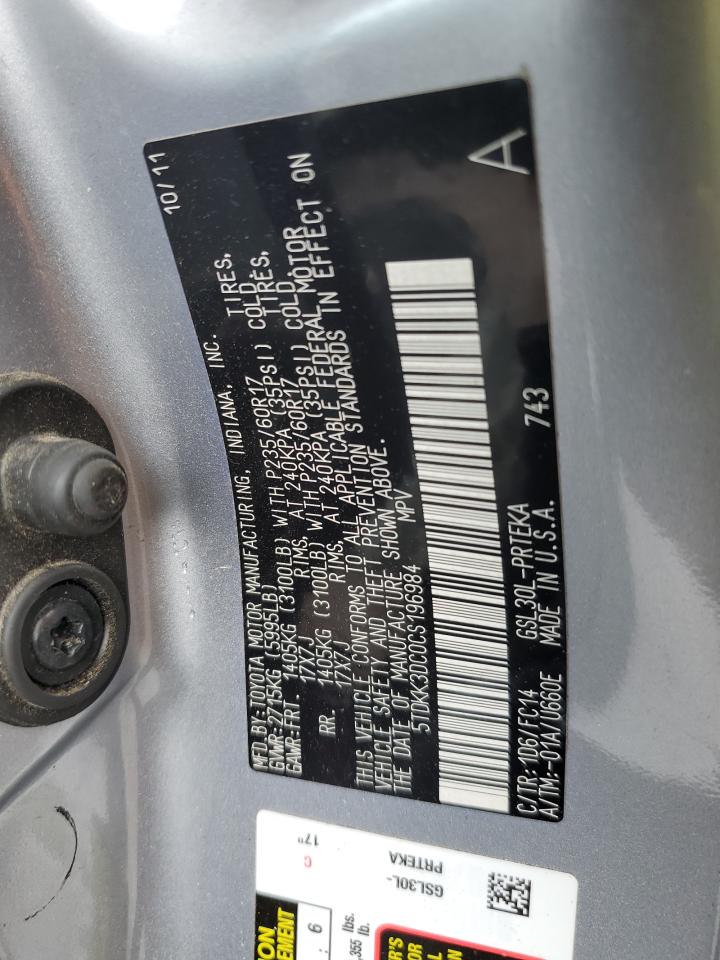 MFD.BY:TOYOTA MOTOR MANUFACTURING, INDIANA, INC. 10/11
GVWR:2715KG (5995LB)
GAWR:FRT. 1405KG (3100LB) WITH P235/60R17 TIRES,
17X7J RIMS, AT 240KPA (35PSI) COLD.
RR. 1405KG (3100LB) WITH P235/60R17 TIRES,
17X7J RIMS, AT 240KPA (35PSI) COLD.
THIS VEHICLE CONFORMS TO ALL APPLICABLE FEDERAL MOTOR
VEHICLE SAFETY AND THEFT PREVENTION STANDARDS IN EFFECT ON
THE DATE OF MANUFACTURE SHOWN ABOVE.
5TDKK3DC0CS196984 MPV
C/TR:1D6/FC14 GSL30L-PRTEKA 743
A/TM:-01A/U660E MADE IN U.S.A.
A
17" C
GSL30L-
PRTEKA
6
355 lbs.